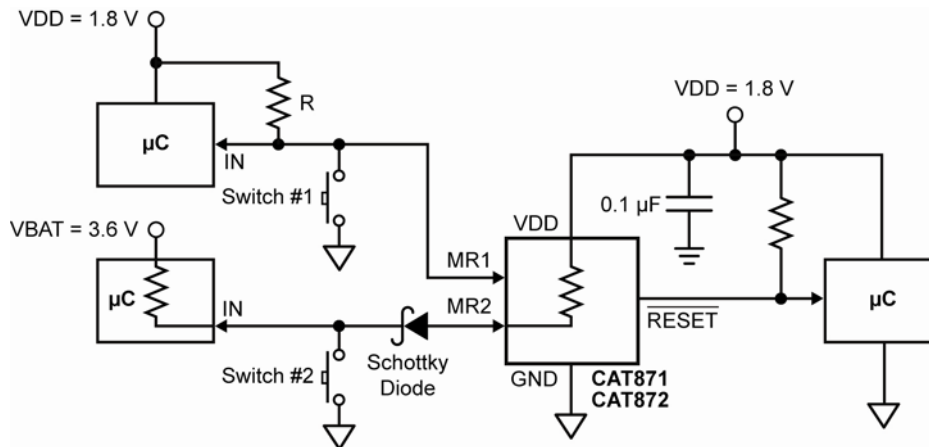 VDD = 1.8 V
R
µC
IN
Switch #1
VBAT = 3.6 V
µC
IN
Switch #2
Schottky
Diode
MR1
MR2
VDD
GND
CAT871
CAT872
RESET
VDD = 1.8 V
0.1 µF
µC